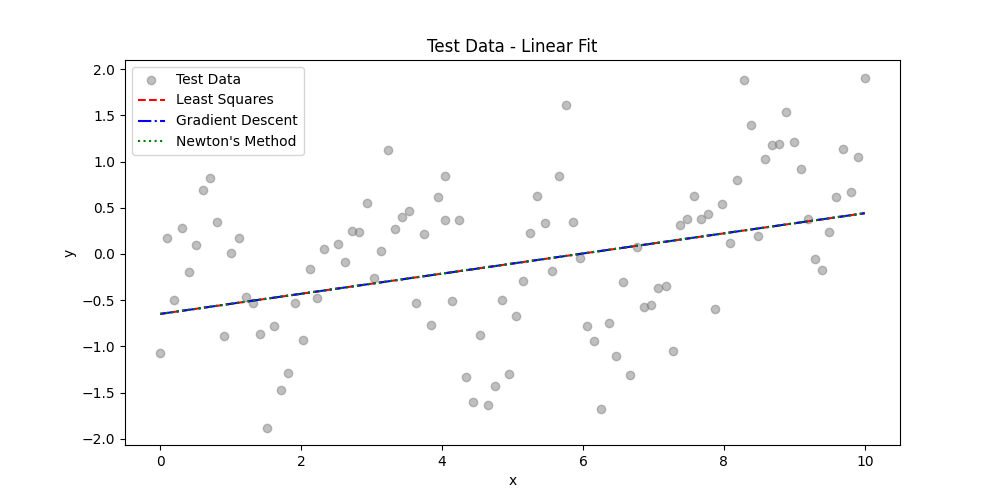 Test Data - Linear Fit
Test Data
Least Squares
Gradient Descent
Newton's Method
2.0
1.5
1.0
0.5
0.0
−0.5
−1.0
−1.5
−2.0
y
0 2 4 6 8 10
x